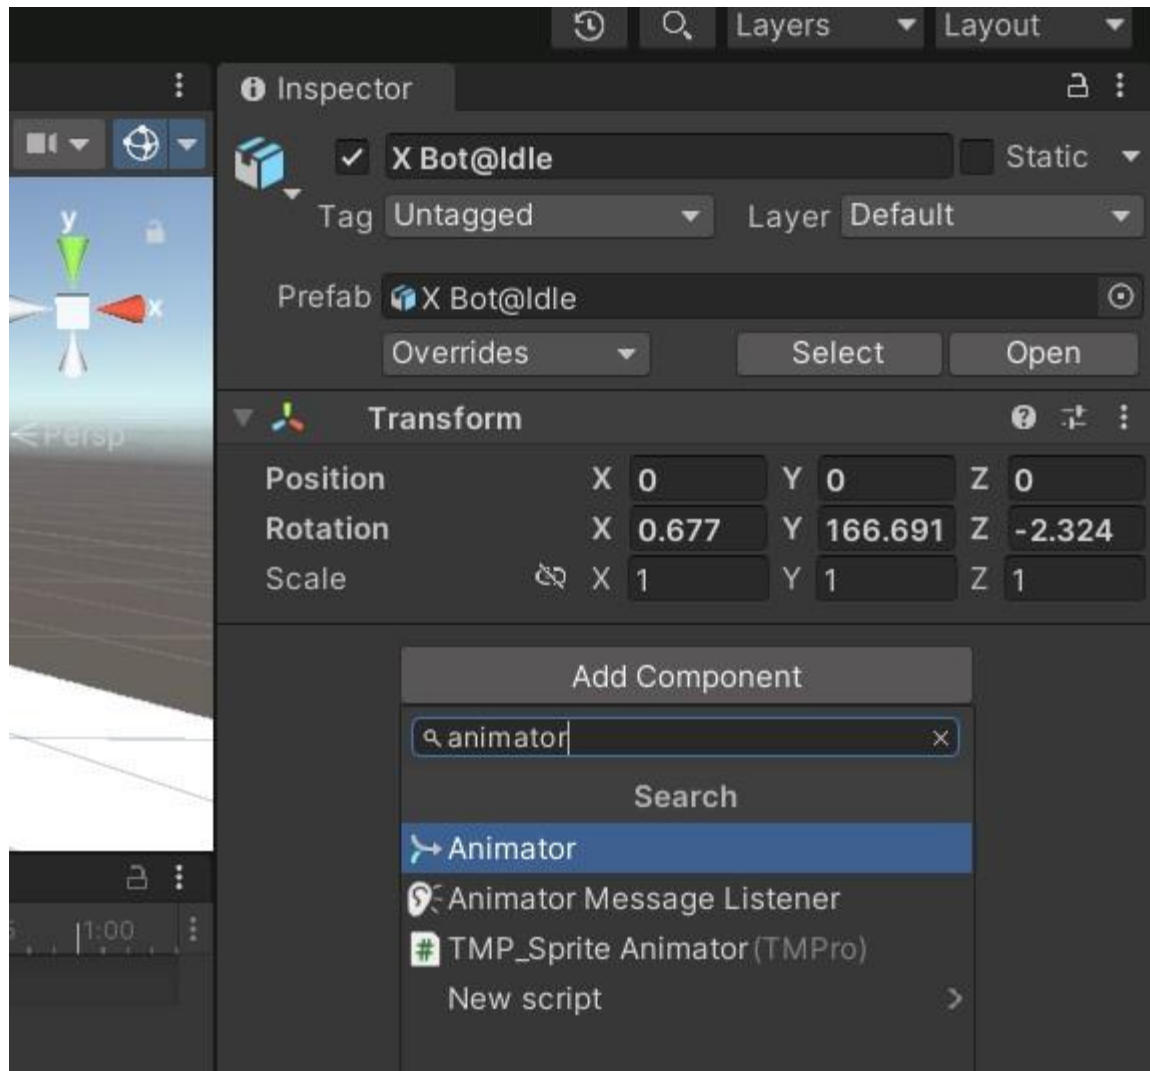 Layers Layout
Inspector
X Bot@Idle Static
Tag Untagged Layer Default
Prefab X Bot@Idle
Overrides Select Open
y
x
Persp
Transform
Position X 0 Y 0 Z 0
Rotation X 0.677 Y 166.691 Z -2.324
Scale X 1 Y 1 Z 1
Add Component
animator
Search
Animator
Animator Message Listener
TMP_Sprite Animator (TMPro)
New script
1:00